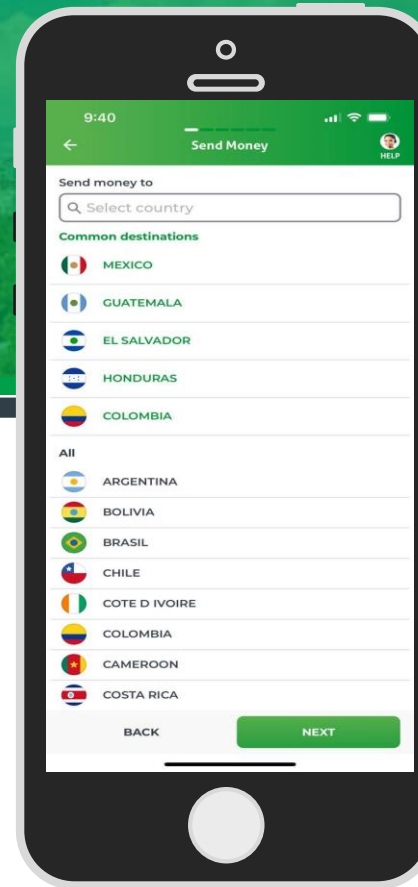 9:40
Send Money
HELP
Send money to
Select country
Common destinations
MEXICO
GUATEMALA
EL SALVADOR
HONDURAS
COLOMBIA
All
ARGENTINA
BOLIVIA
BRASIL
CHILE
COTE D IVOIRE
COLOMBIA
CAMEROON
COSTA RICA
BACK NEXT